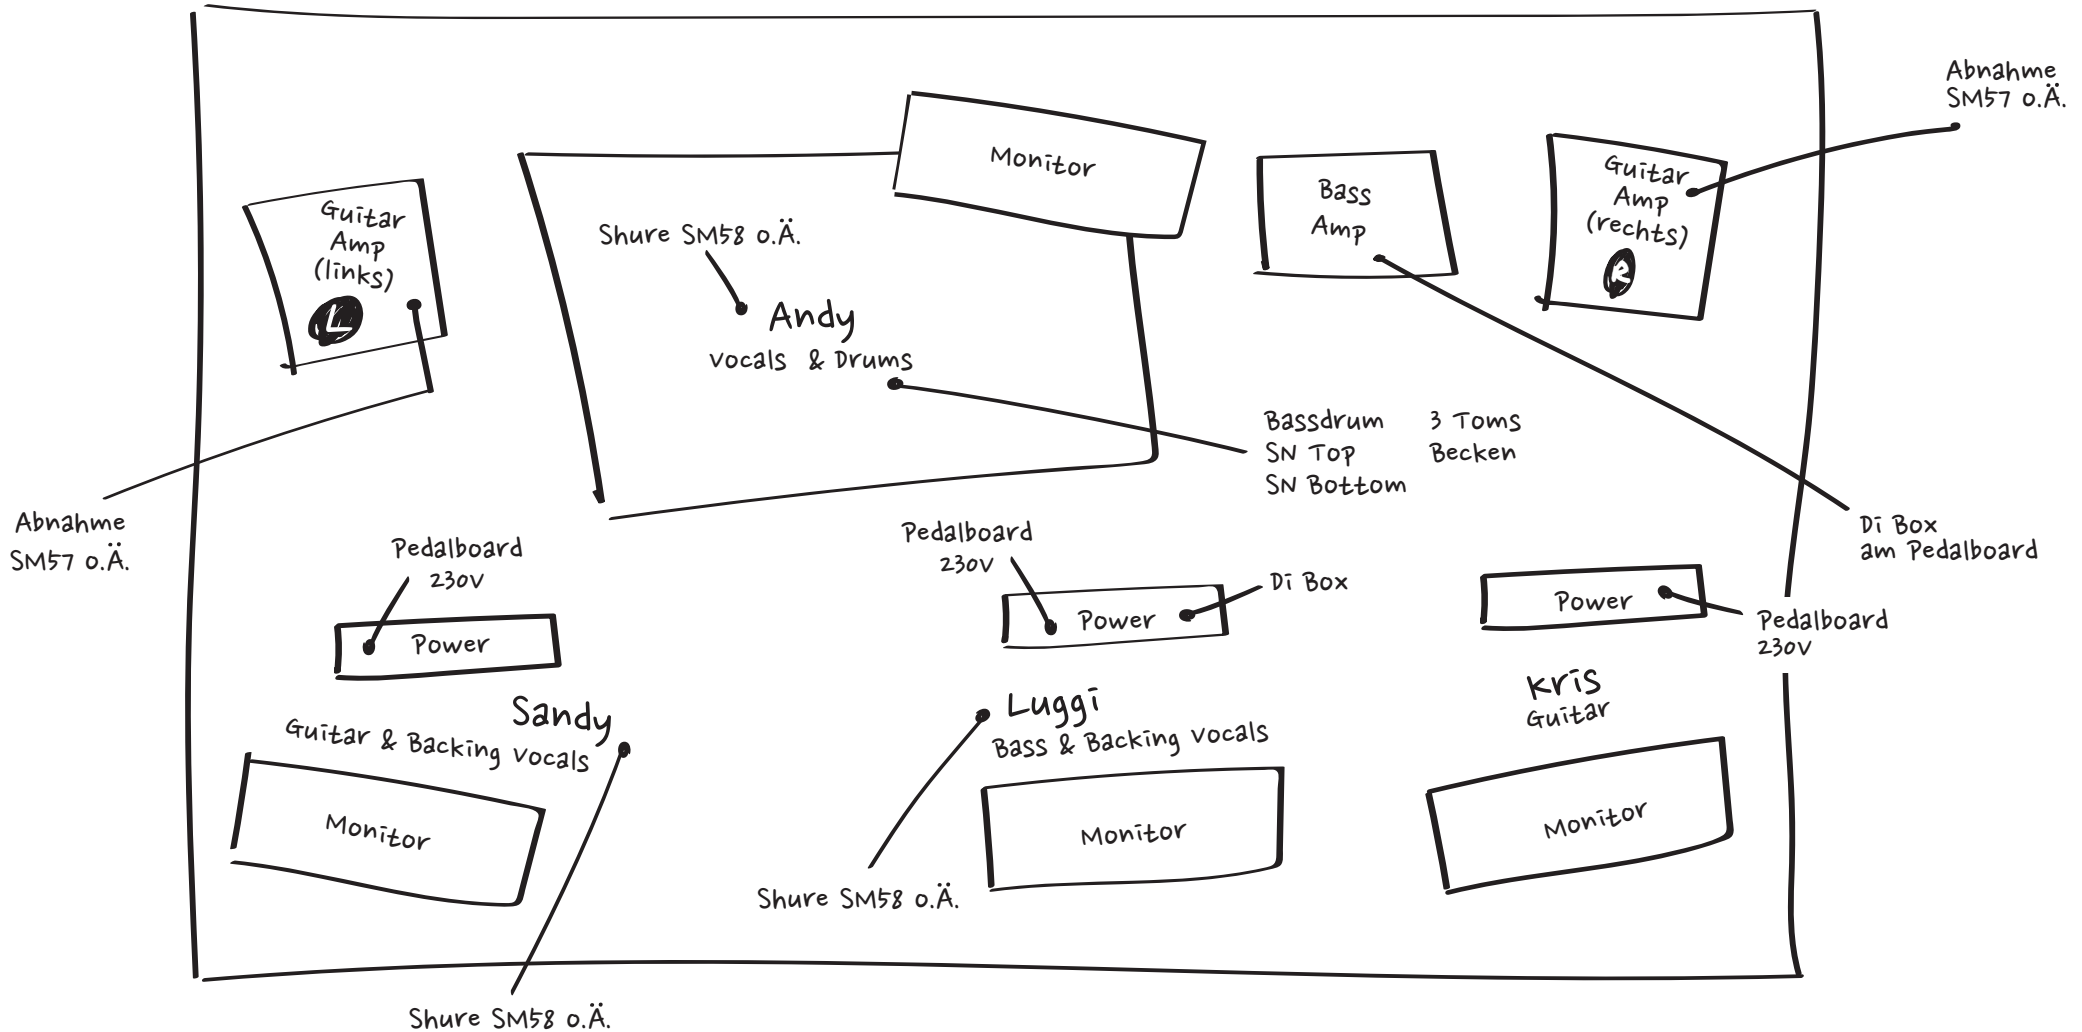 Abnahme
SM57 o.Ä.
Monitor
Guitar
Amp
(rechts)
R
Bass
Amp
Guitar
Amp
(links)
L
Shure SM58 o.Ä.
Andy
Vocals & Drums
Bassdrum 3 Toms
SN Top Becken
SN Bottom
Abnahme
SM57 o.Ä.
Di Box
am Pedalboard
Pedalboard
230V
Power
Pedalboard
230V
Power
Di Box
Power
Pedalboard
230V
Sandy
Guitar & Backing Vocals
Luggi
Bass & Backing Vocals
Kris
Guitar
Monitor
Monitor
Monitor
Shure SM58 o.Ä.
Shure SM58 o.Ä.